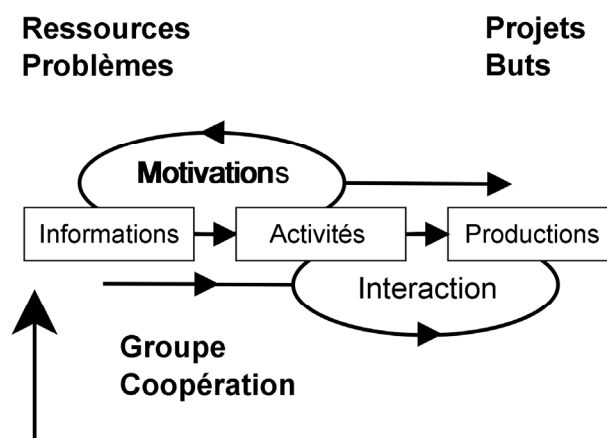 Ressources
Problèmes
Projets
Buts
Motivations
Informations
Activités
Productions
Interaction
Groupe
Coopération